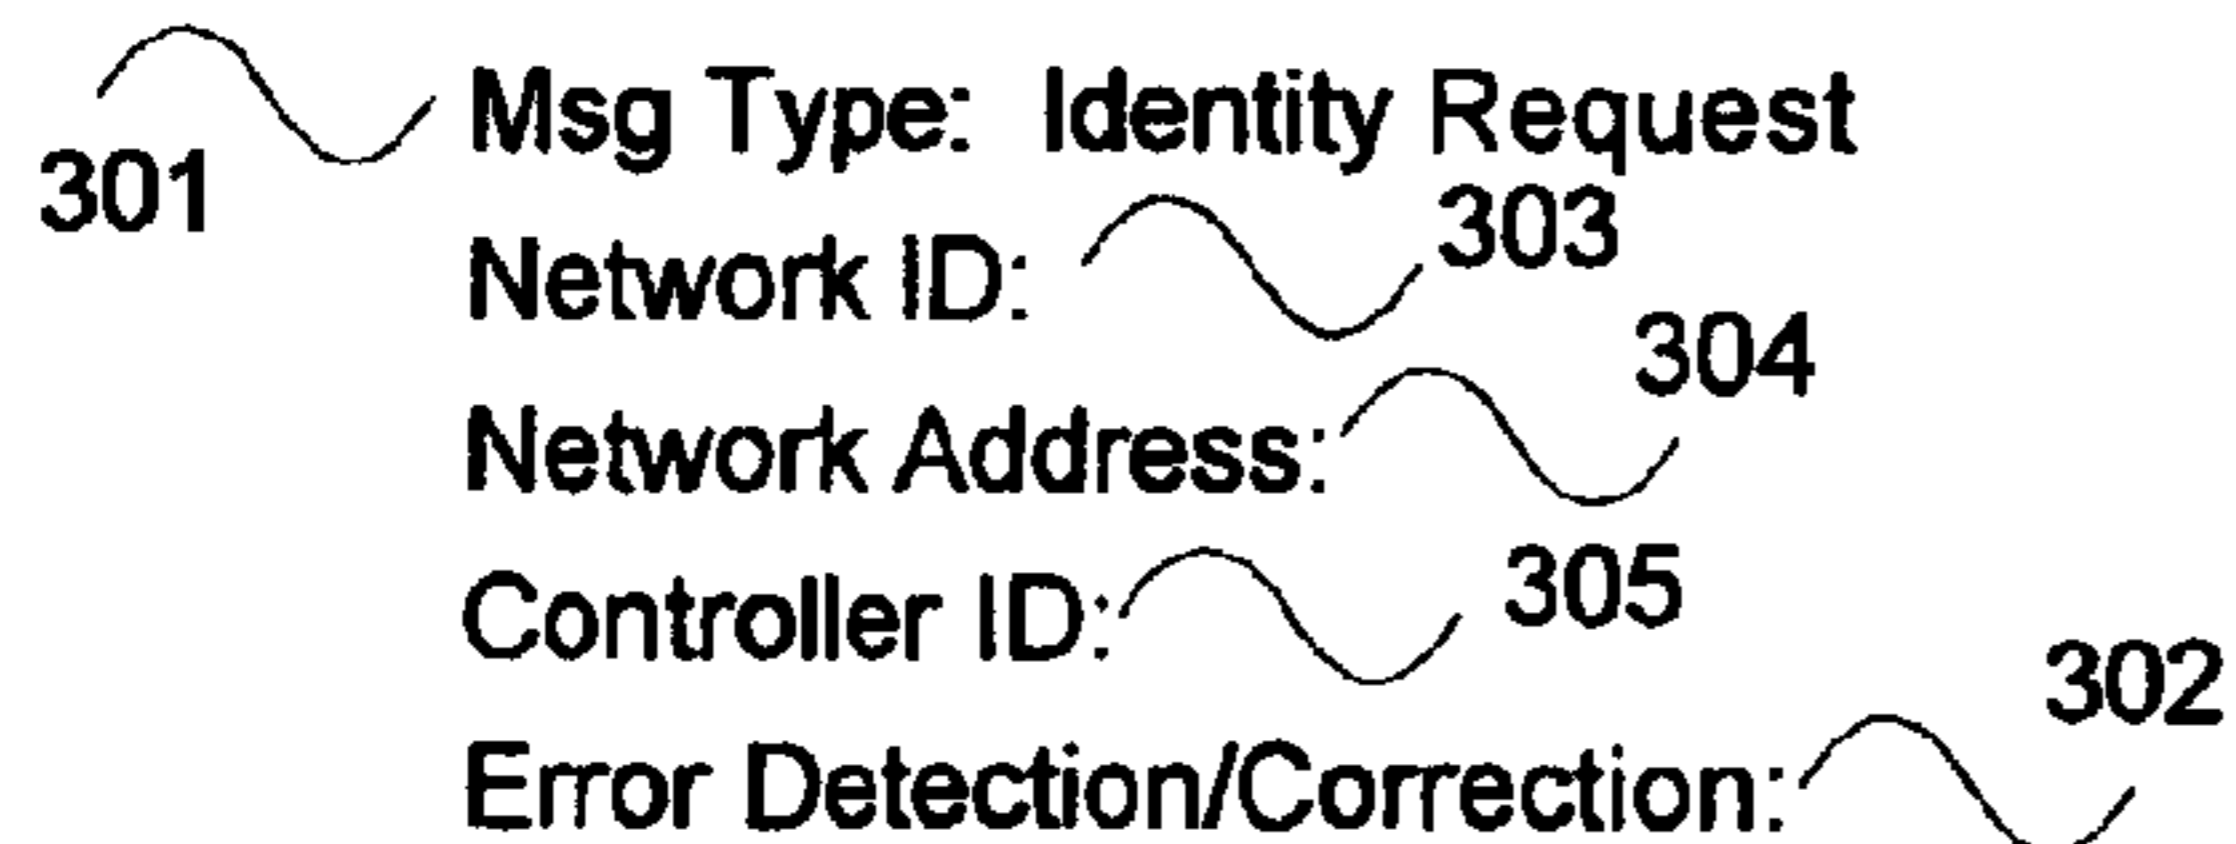 301 Msg Type: Identity Request
Network ID: 303
Network Address: 304
Controller ID: 305
Error Detection/Correction: 302